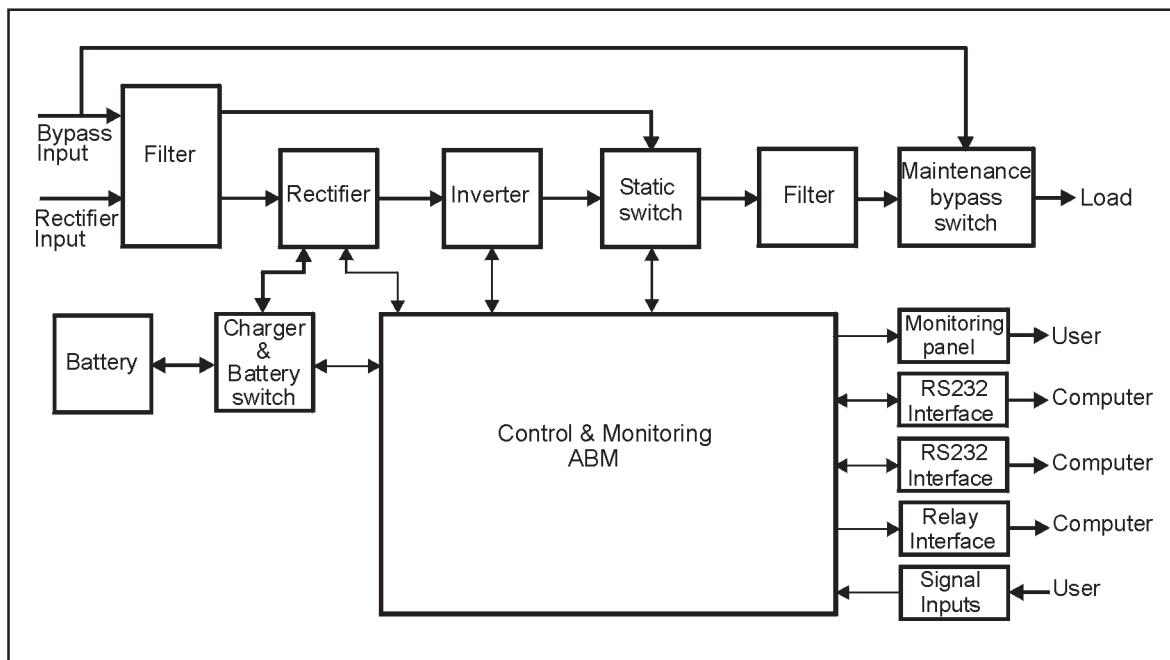 Bypass
Input
Filter
Rectifier
Input
Rectifier
Inverter
Static
switch
Filter
Maintenance
bypass
switch
Load
Battery
Charger
&
Battery
switch
Control & Monitoring
ABM
Monitoring
panel
User
RS232
Interface
Computer
RS232
Interface
Computer
Relay
Interface
Computer
Signal
Inputs
User